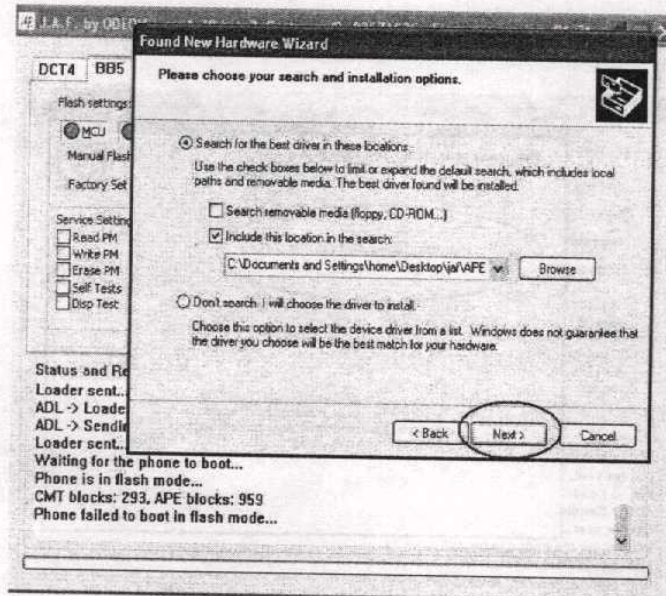 J.A.F. by ODEON
Found New Hardware Wizard
Please choose your search and installation options.
Search for the best driver in these locations.
Use the check boxes below to limit or expand the default search, which includes local
paths and removable media. The best driver found will be installed.
Search removable media (floppy, CD-ROM...)
Include this location in the search:
C:\Documents and Settings\home\Desktop\jaf\APE
Browse
Don't search. I will choose the driver to install.
Choose this option to select the device driver from a list. Windows does not guarantee that
the driver you choose will be the best match for your hardware.
< Back
Next >
Cancel
DCT4 BB5
Flash settings:
MCU
Manual Flash
Factory Set
Service Setting
Read PM
Write PM
Erase PM
Self Tests
Disp Test
Status and Re
Loader sent..
ADL -> Loade
ADL -> Sendin
Loader sent..
Waiting for the phone to boot...
Phone is in flash mode...
CMT blocks: 293, APE blocks: 959
Phone failed to boot in flash mode...